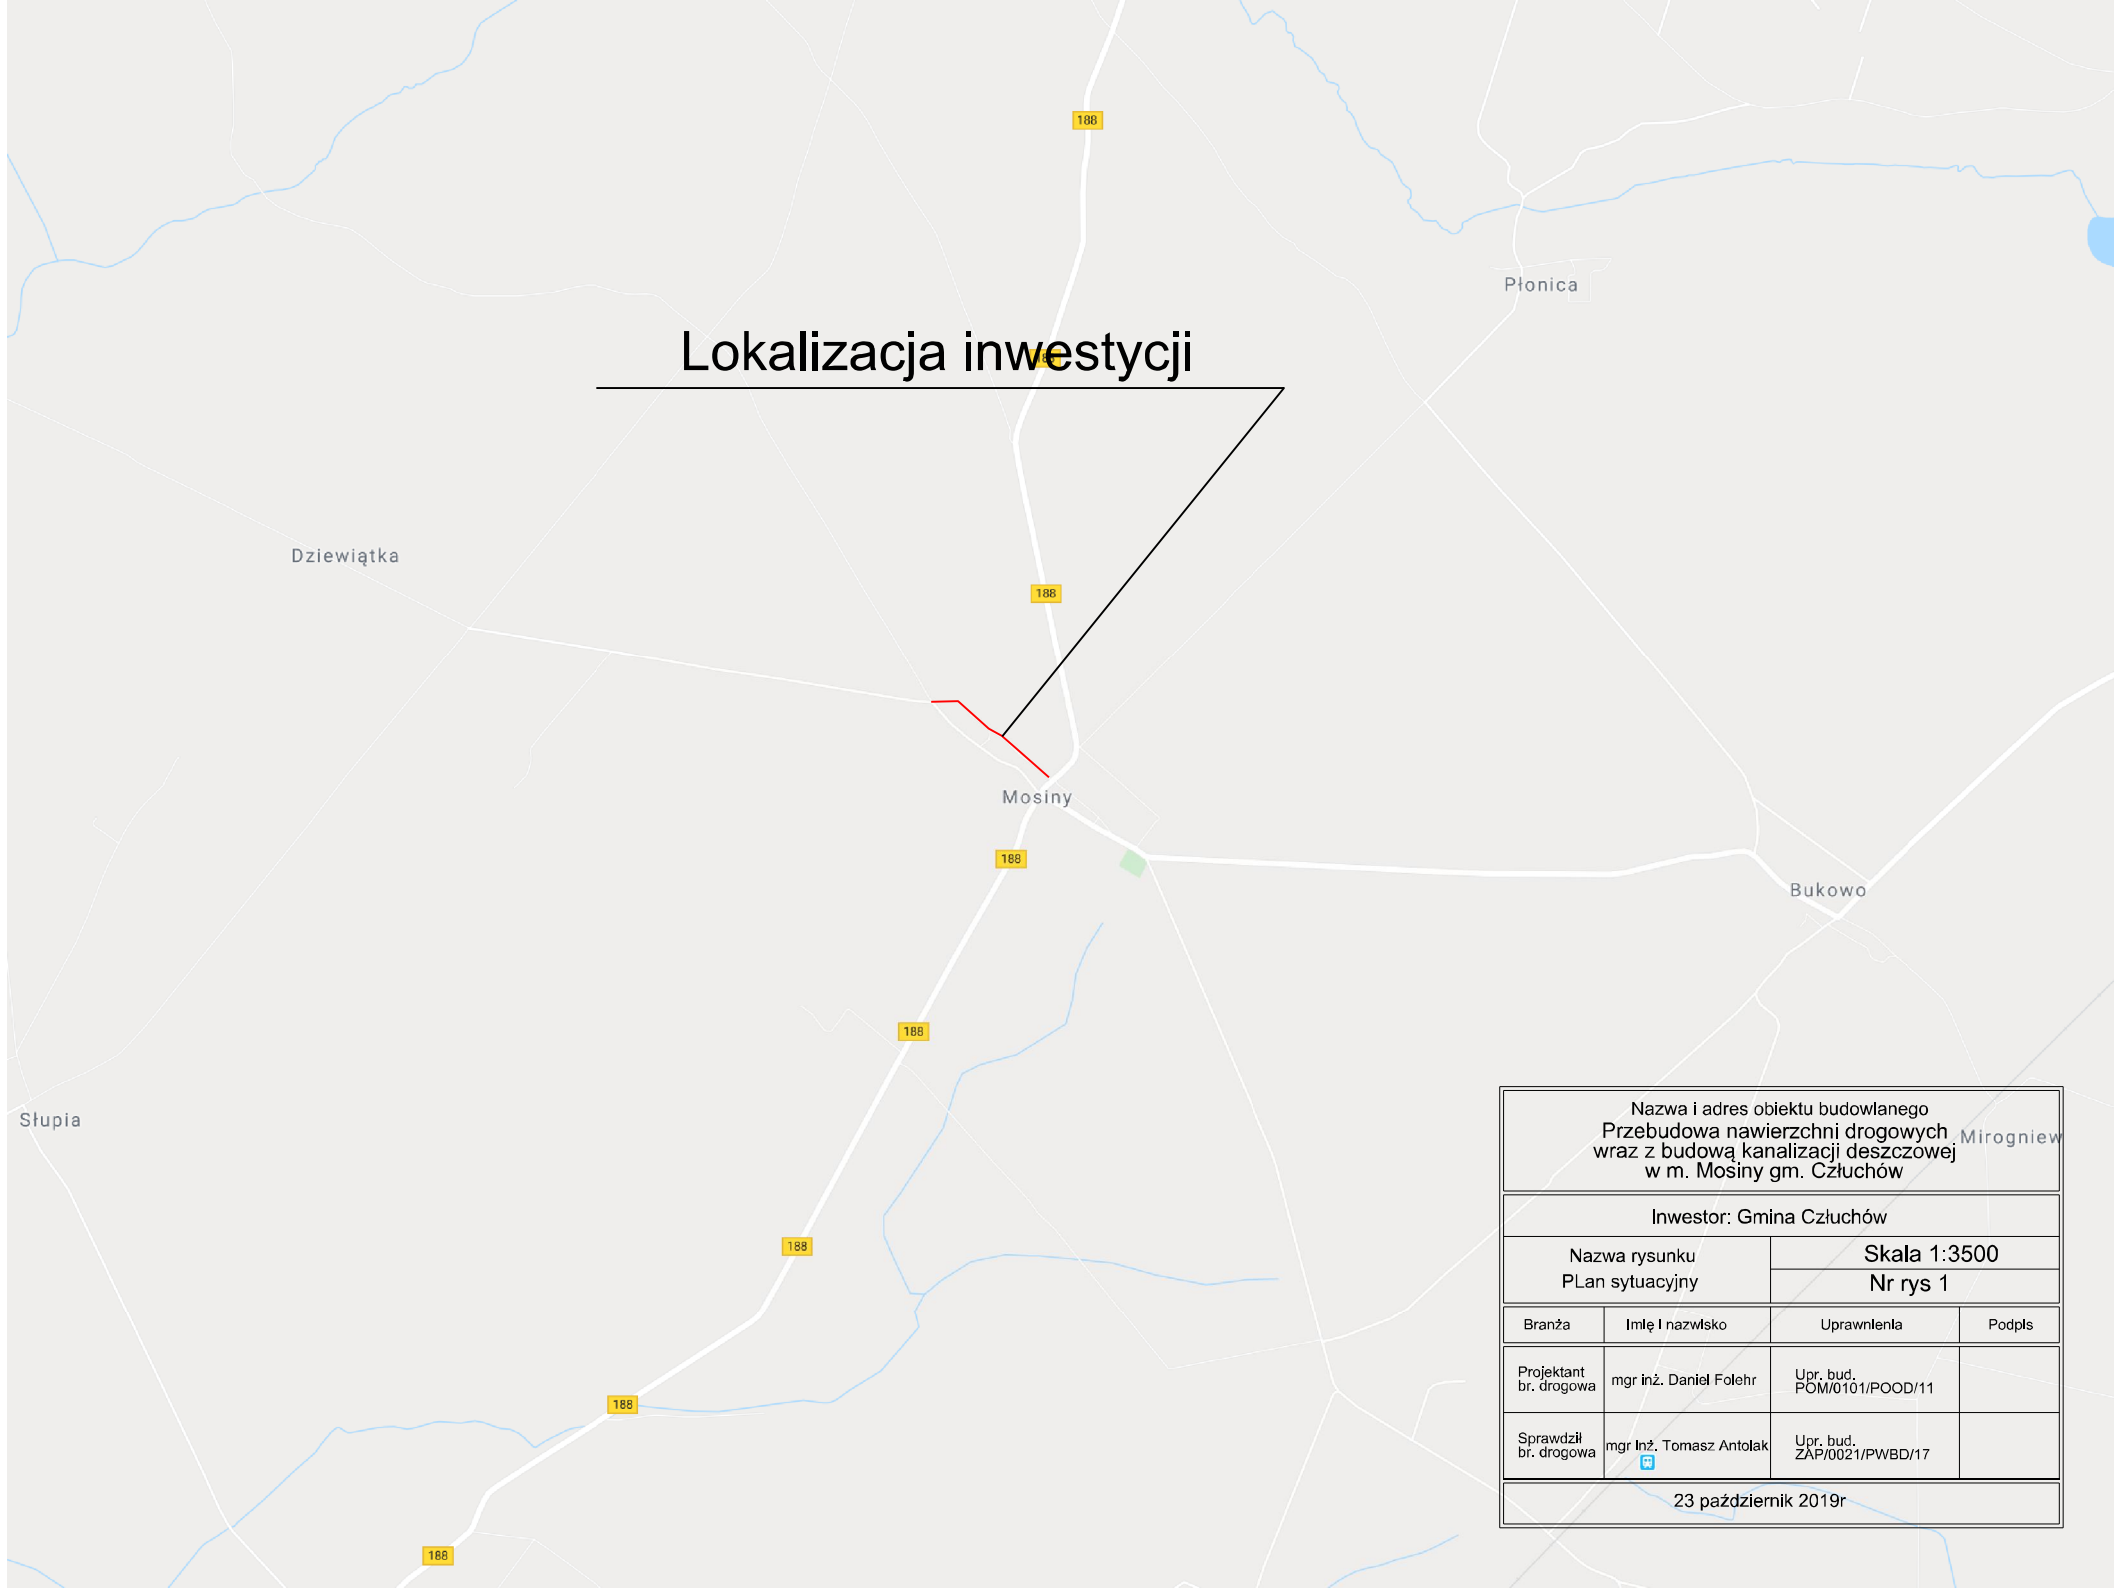 188
Płonica
Lokalizacja inwestycji
188
Dziewiątka
188
Mosiny
188
Bukowo
188
Słupia
Nazwa i adres obiektu budowlanego
Przebudowa nawierzchni drogowych
wraz z budową kanalizacji deszczowej
w m. Mosiny gm. Człuchów
Mirogniew
Inwestor: Gmina Człuchów
Nazwa rysunku
PLan sytuacyjny
Skala 1:3500
Nr rys 1
188
Branża
Imię i nazwisko
Uprawnienia
Podpis
Projektant
br. drogowa
mgr inż. Daniel Folehr
Upr. bud.
POM/0101/POOD/11
188
Sprawdził
br. drogowa
mgr inż. Tomasz Antolak
Upr. bud.
ZAP/0021/PWBD/17
23 październik 2019r
188